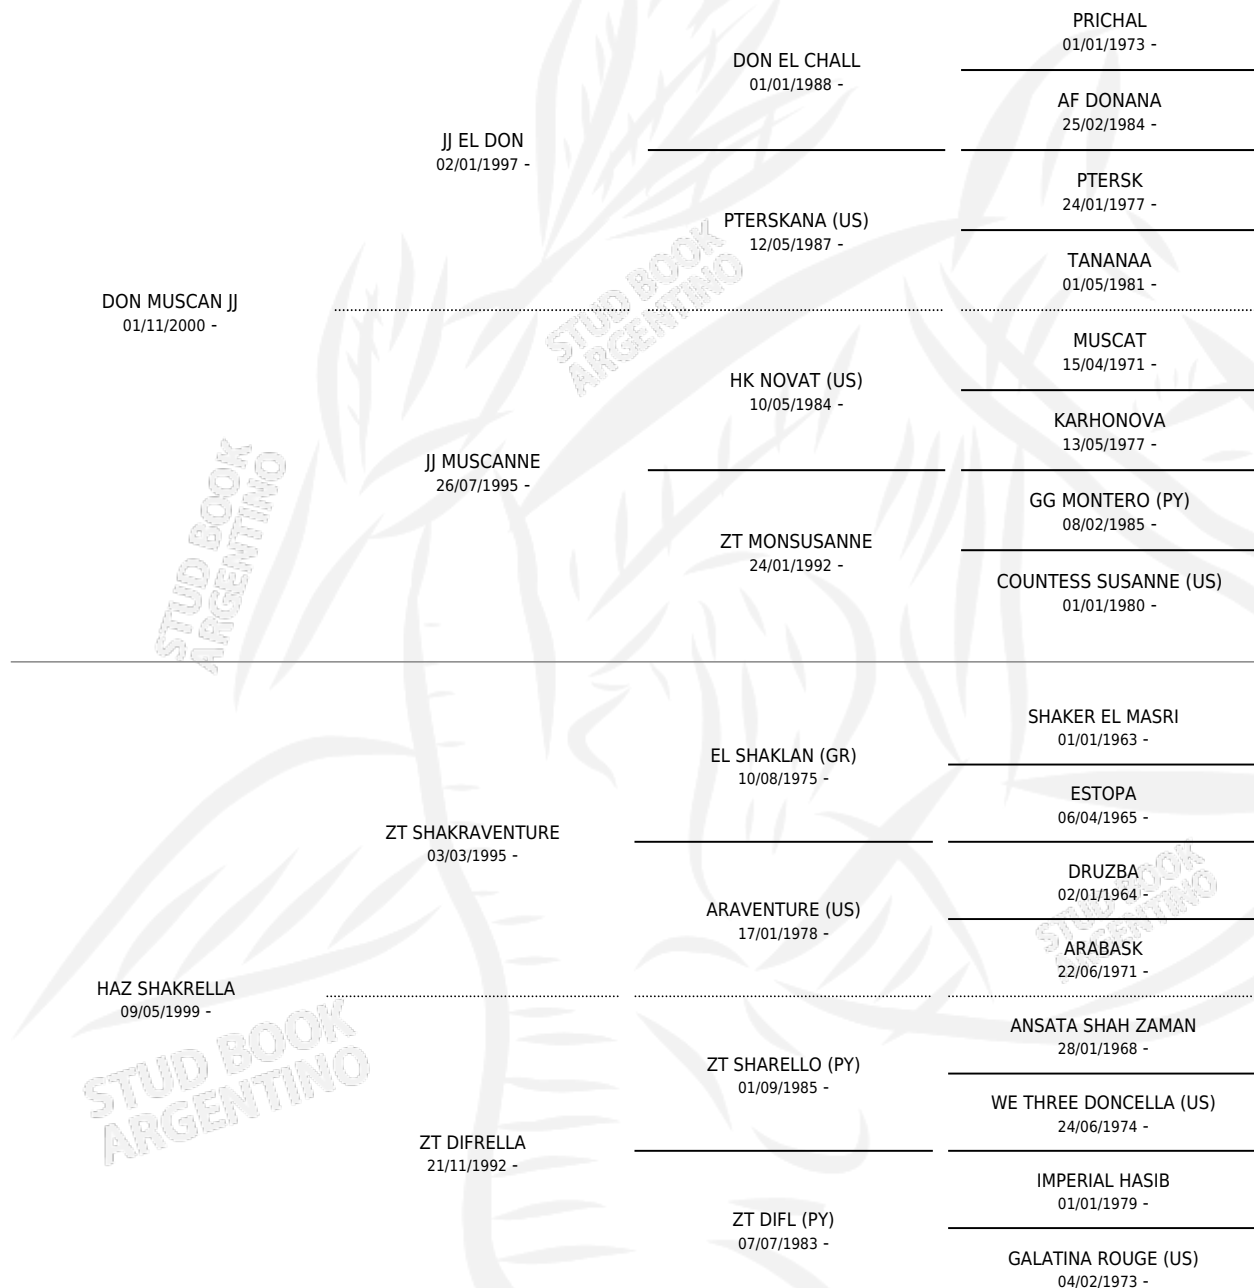 PRICHAL
01/01/1973 -
DON EL CHALL
01/01/1988 -
AF DONANA
25/02/1984 -
JJ EL DON
02/01/1997 -
PTERSK
24/01/1977 -
PTERSKANA (US)
12/05/1987 -
TANANAA
01/05/1981 -
DON MUSCAN JJ
01/11/2000 -
STUD BOOK
ARGENTINO
MUSCAT
15/04/1971 -
HK NOVAT (US)
10/05/1984 -
KARHONOVA
13/05/1977 -
JJ MUSCANNE
26/07/1995 -
GG MONTERO (PY)
08/02/1985 -
ZT MONSUSANNE
24/01/1992 -
COUNTESS SUSANNE (US)
01/01/1980 -
STUD BOOK
ARGENTINO
SHAKER EL MASRI
01/01/1963 -
EL SHAKLAN (GR)
10/08/1975 -
ESTOPA
06/04/1965 -
ZT SHAKRAVENTURE
03/03/1995 -
DRUZBA
02/01/1964 -
ARAVENTURE (US)
17/01/1978 -
ARABASK
22/06/1971 -
STUD BOOK
ARGENTINO
HAZ SHAKRELLA
09/05/1999 -
ANSATA SHAH ZAMAN
28/01/1968 -
ZT SHARELLO (PY)
01/09/1985 -
WE THREE DONCELLA (US)
24/06/1974 -
STUD BOOK
ARGENTINO
ZT DIFRELLA
21/11/1992 -
IMPERIAL HASIB
01/01/1979 -
ZT DIFL (PY)
07/07/1983 -
GALATINA ROUGE (US)
04/02/1973 -